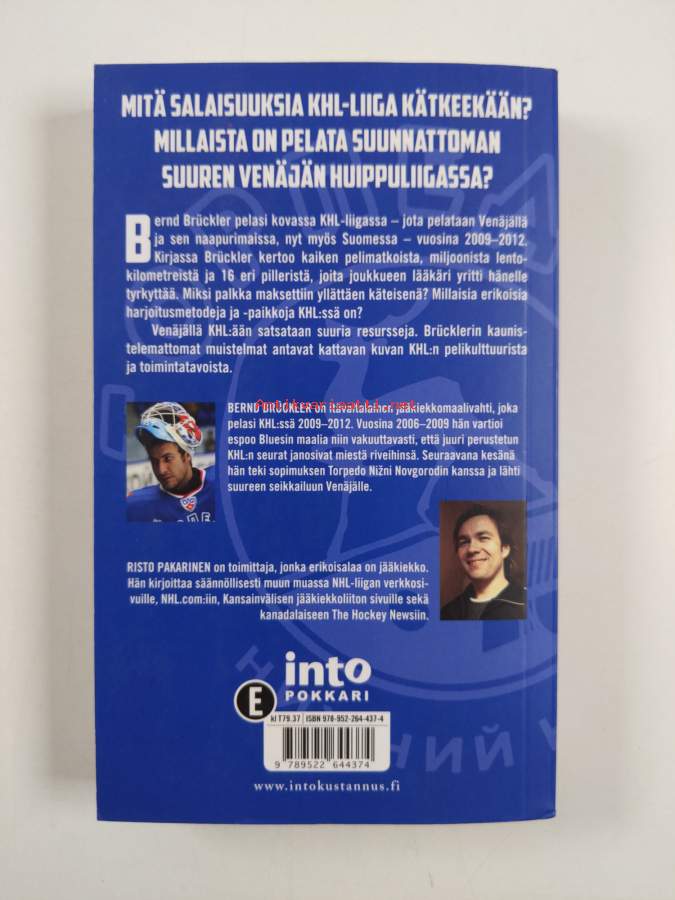 MITÄ SALAISUUKSIA KHL-LIIGA KÄTKEEKÄÄN?
MILLAISTA ON PELATA SUUNNATTOMAN
SUUREN VENÄJÄN HUIPPULIIGASSA?
Bernd Brückler pelasi kovassa KHL-liigassa – jota pelataan Venäjällä
ja sen naapurimaissa, nyt myös Suomessa – vuosina 2009–2012.
Kirjassa Brückler kertoo kaiken pelimatkoista, miljoonista lento-
kilometreistä ja 16 eri pilleristä, joita joukkueen lääkäri yritti hänelle
tyrkyttää. Miksi palkka maksettiin yllättäen käteisenä? Millaisia erikoisia
harjoitusmetodeja ja -paikkoja KHL:ssä on?
Venäjällä KHL:ään satsataan suuria resursseja. Brücklerin kaunis-
telemattomat muistelmat antavat kattavan kuvan KHL:n pelikulttuurista
ja toimintatavoista.
Antikvariaatti.net
BERND BRÜCKLER on itävaltalainen jääkiekkomaalivahti, joka
pelasi KHL:ssä 2009–2012. Vuosina 2006–2009 hän vartioi
espoo Bluesin maalia niin vakuuttavasti, että juuri perustetun
KHL:n seurat janosivat miestä riveihinsä. Seuraavana kesänä
hän teki sopimuksen Torpedo Nižni Novgorodin kanssa ja lähti
suureen seikkailuun Venäjälle.
RISTO PAKARINEN on toimittaja, jonka erikoisalaa on jääkiekko.
Hän kirjoittaa säännöllisesti muun muassa NHL-liigan verkkosi-
vuille, NHL.com:iin, Kansainvälisen jääkiekkoliiton sivuille sekä
kanadalaiseen The Hockey Newsiin.
into
POKKARI
E
kl T79.37 ISBN 978-952-264-437-4
9 789522 644374
www.intokustannus.fi